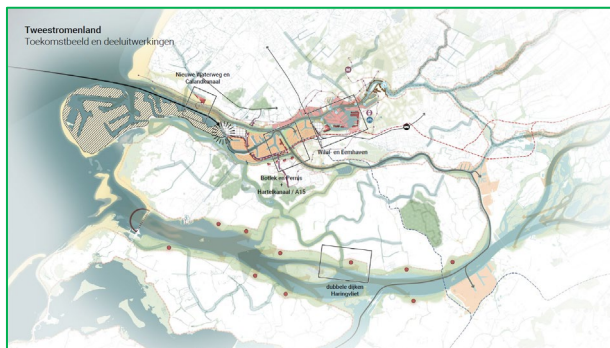 Tweestromenland
Toekomstbeeld en deeluitwerkingen
Nieuwe Waterweg en
Calandkanaal
Waal- en Eemhaven
Botlek en Pernis
+
Hartelkanaal / A15
dubbele dijken
Haringvliet